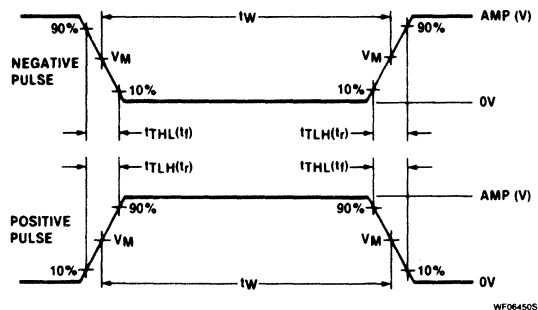 tW
AMP (V)
90%
90%
NEGATIVE
PULSE
VM
VM
10%
10%
0V
tTHL(tf)
tTLH(tr)
tTLH(tr)
tTHL(tf)
AMP (V)
90%
90%
POSITIVE
PULSE
VM
VM
10%
10%
tW
0V
WF06450S